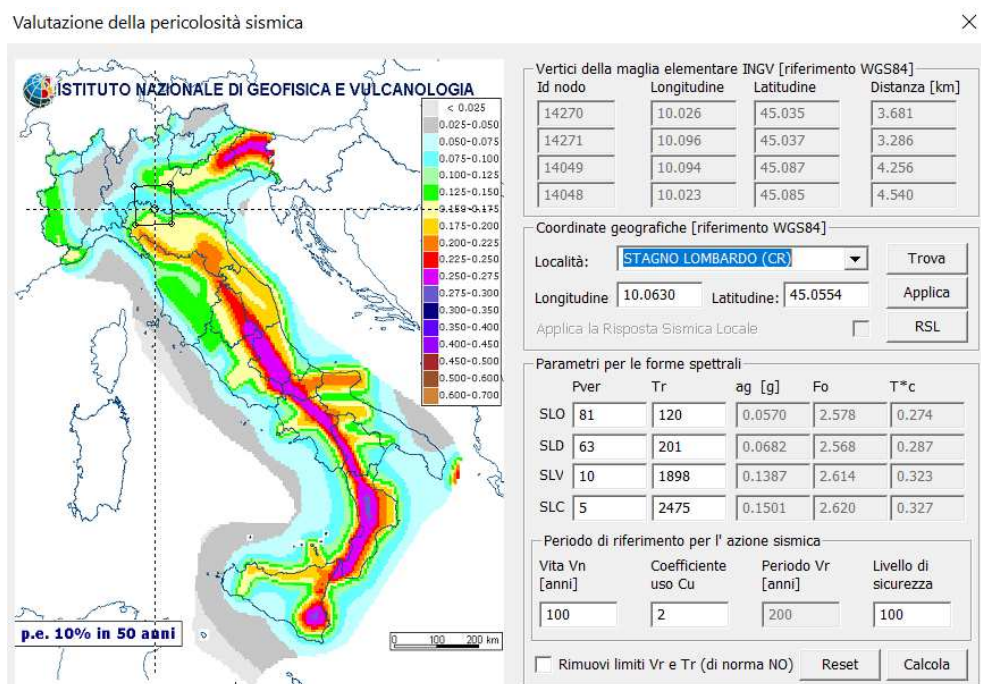 Valutazione della pericolosità sismica
ISTITUTO NAZIONALE DI GEOFISICA E VULCANOLOGIA
< 0.025
0.025-0.050
0.050-0.075
0.075-0.100
0.100-0.125
0.125-0.150
0.150-0.175
0.175-0.200
0.200-0.225
0.225-0.250
0.250-0.275
0.275-0.300
0.300-0.350
0.350-0.400
0.400-0.450
0.450-0.500
0.500-0.600
0.600-0.700
p.e. 10% in 50 anni
0 100 200 km
Vertici della maglia elementare INGV [riferimento WGS84]
Id nodo Longitudine Latitudine Distanza [km]
14270 10.026 45.035 3.681
14271 10.096 45.037 3.286
14049 10.094 45.087 4.256
14048 10.023 45.085 4.540
Coordinate geografiche [riferimento WGS84]
Località: STAGNO LOMBARDO (CR) Trova
Longitudine 10.0630 Latitudine: 45.0554 Applica
Applica la Risposta Sismica Locale RSL
Parametri per le forme spettrali
Pver Tr ag [g] Fo T*c
SLO 81 120 0.0570 2.578 0.274
SLD 63 201 0.0682 2.568 0.287
SLV 10 1898 0.1387 2.614 0.323
SLC 5 2475 0.1501 2.620 0.327
Periodo di riferimento per l' azione sismica
Vita Vn Coefficiente Periodo Vr Livello di
[anni] uso Cu [anni] sicurezza
100 2 200 100
Rimuovi limiti Vr e Tr (di norma NO) Reset Calcola